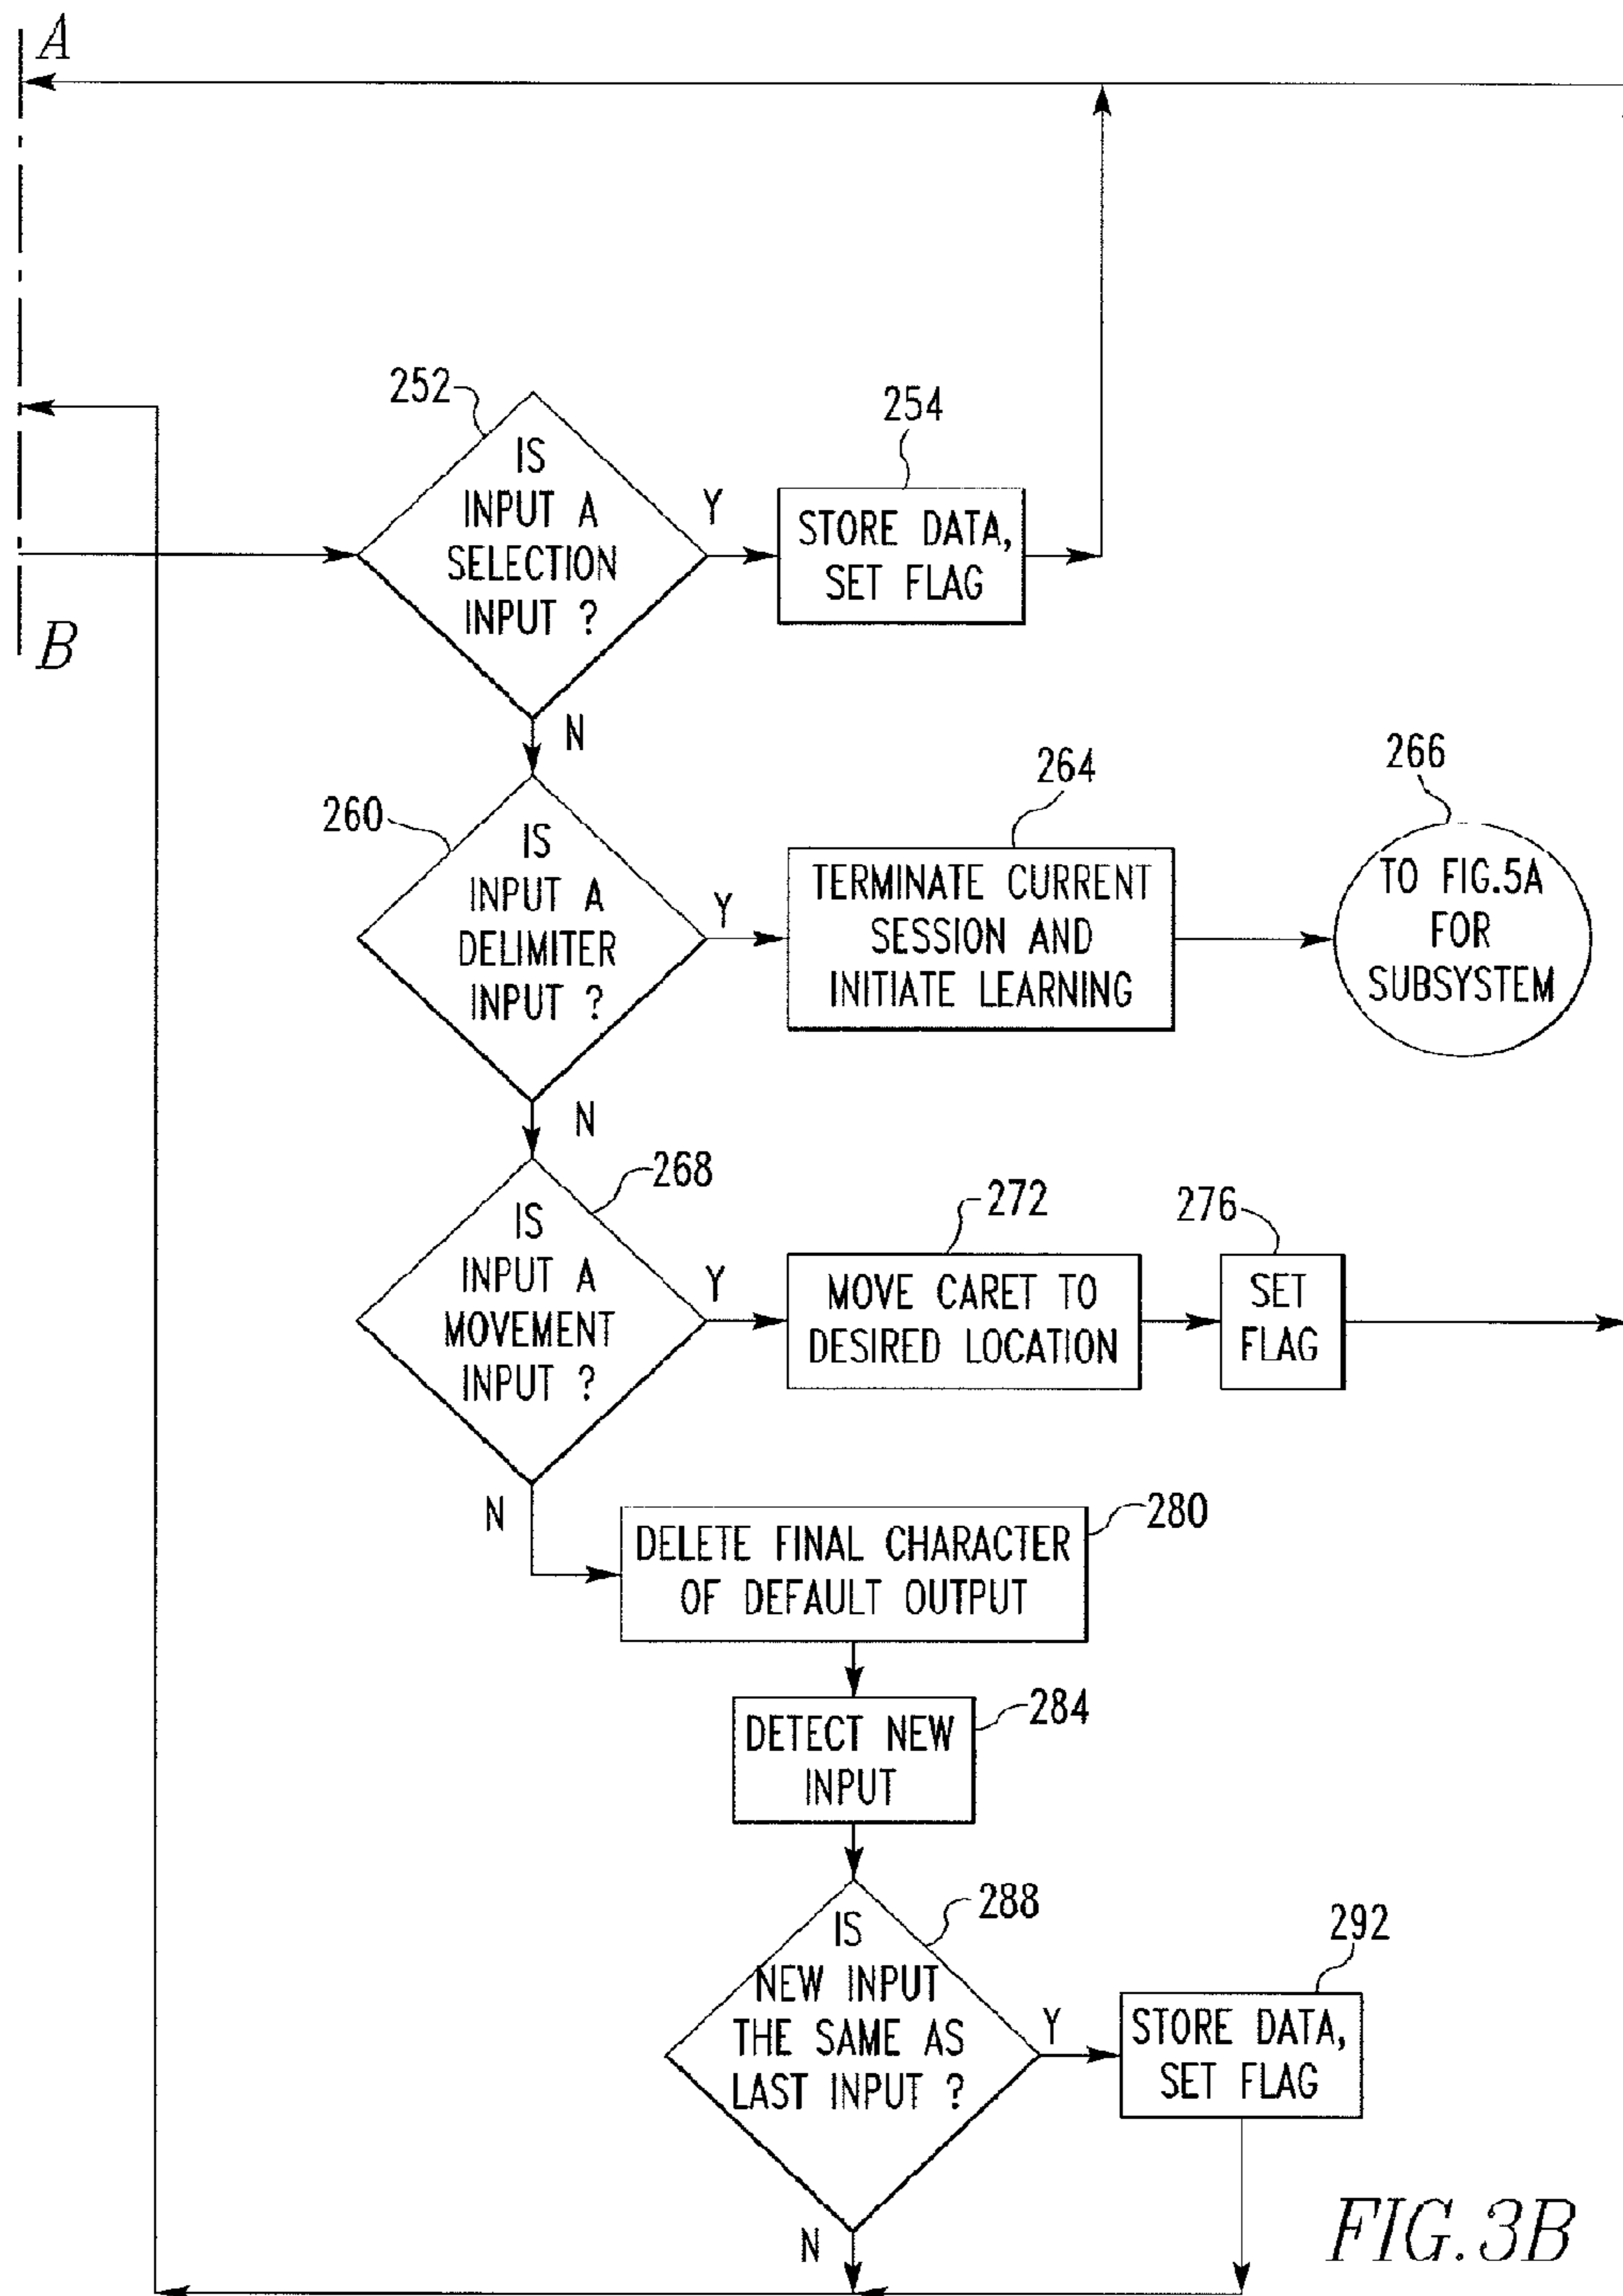 A
252
IS
INPUT A
SELECTION
INPUT ?
Y
254
STORE DATA,
SET FLAG
B
N
260
IS
INPUT A
DELIMITER
INPUT ?
Y
264
TERMINATE CURRENT
SESSION AND
INITIATE LEARNING
266
TO FIG.5A
FOR
SUBSYSTEM
N
268
IS
INPUT A
MOVEMENT
INPUT ?
Y
272
MOVE CARET TO
DESIRED LOCATION
276
SET
FLAG
N
280
DELETE FINAL CHARACTER
OF DEFAULT OUTPUT
284
DETECT NEW
INPUT
288
IS
NEW INPUT
THE SAME AS
LAST INPUT ?
Y
292
STORE DATA,
SET FLAG
N
FIG.3B